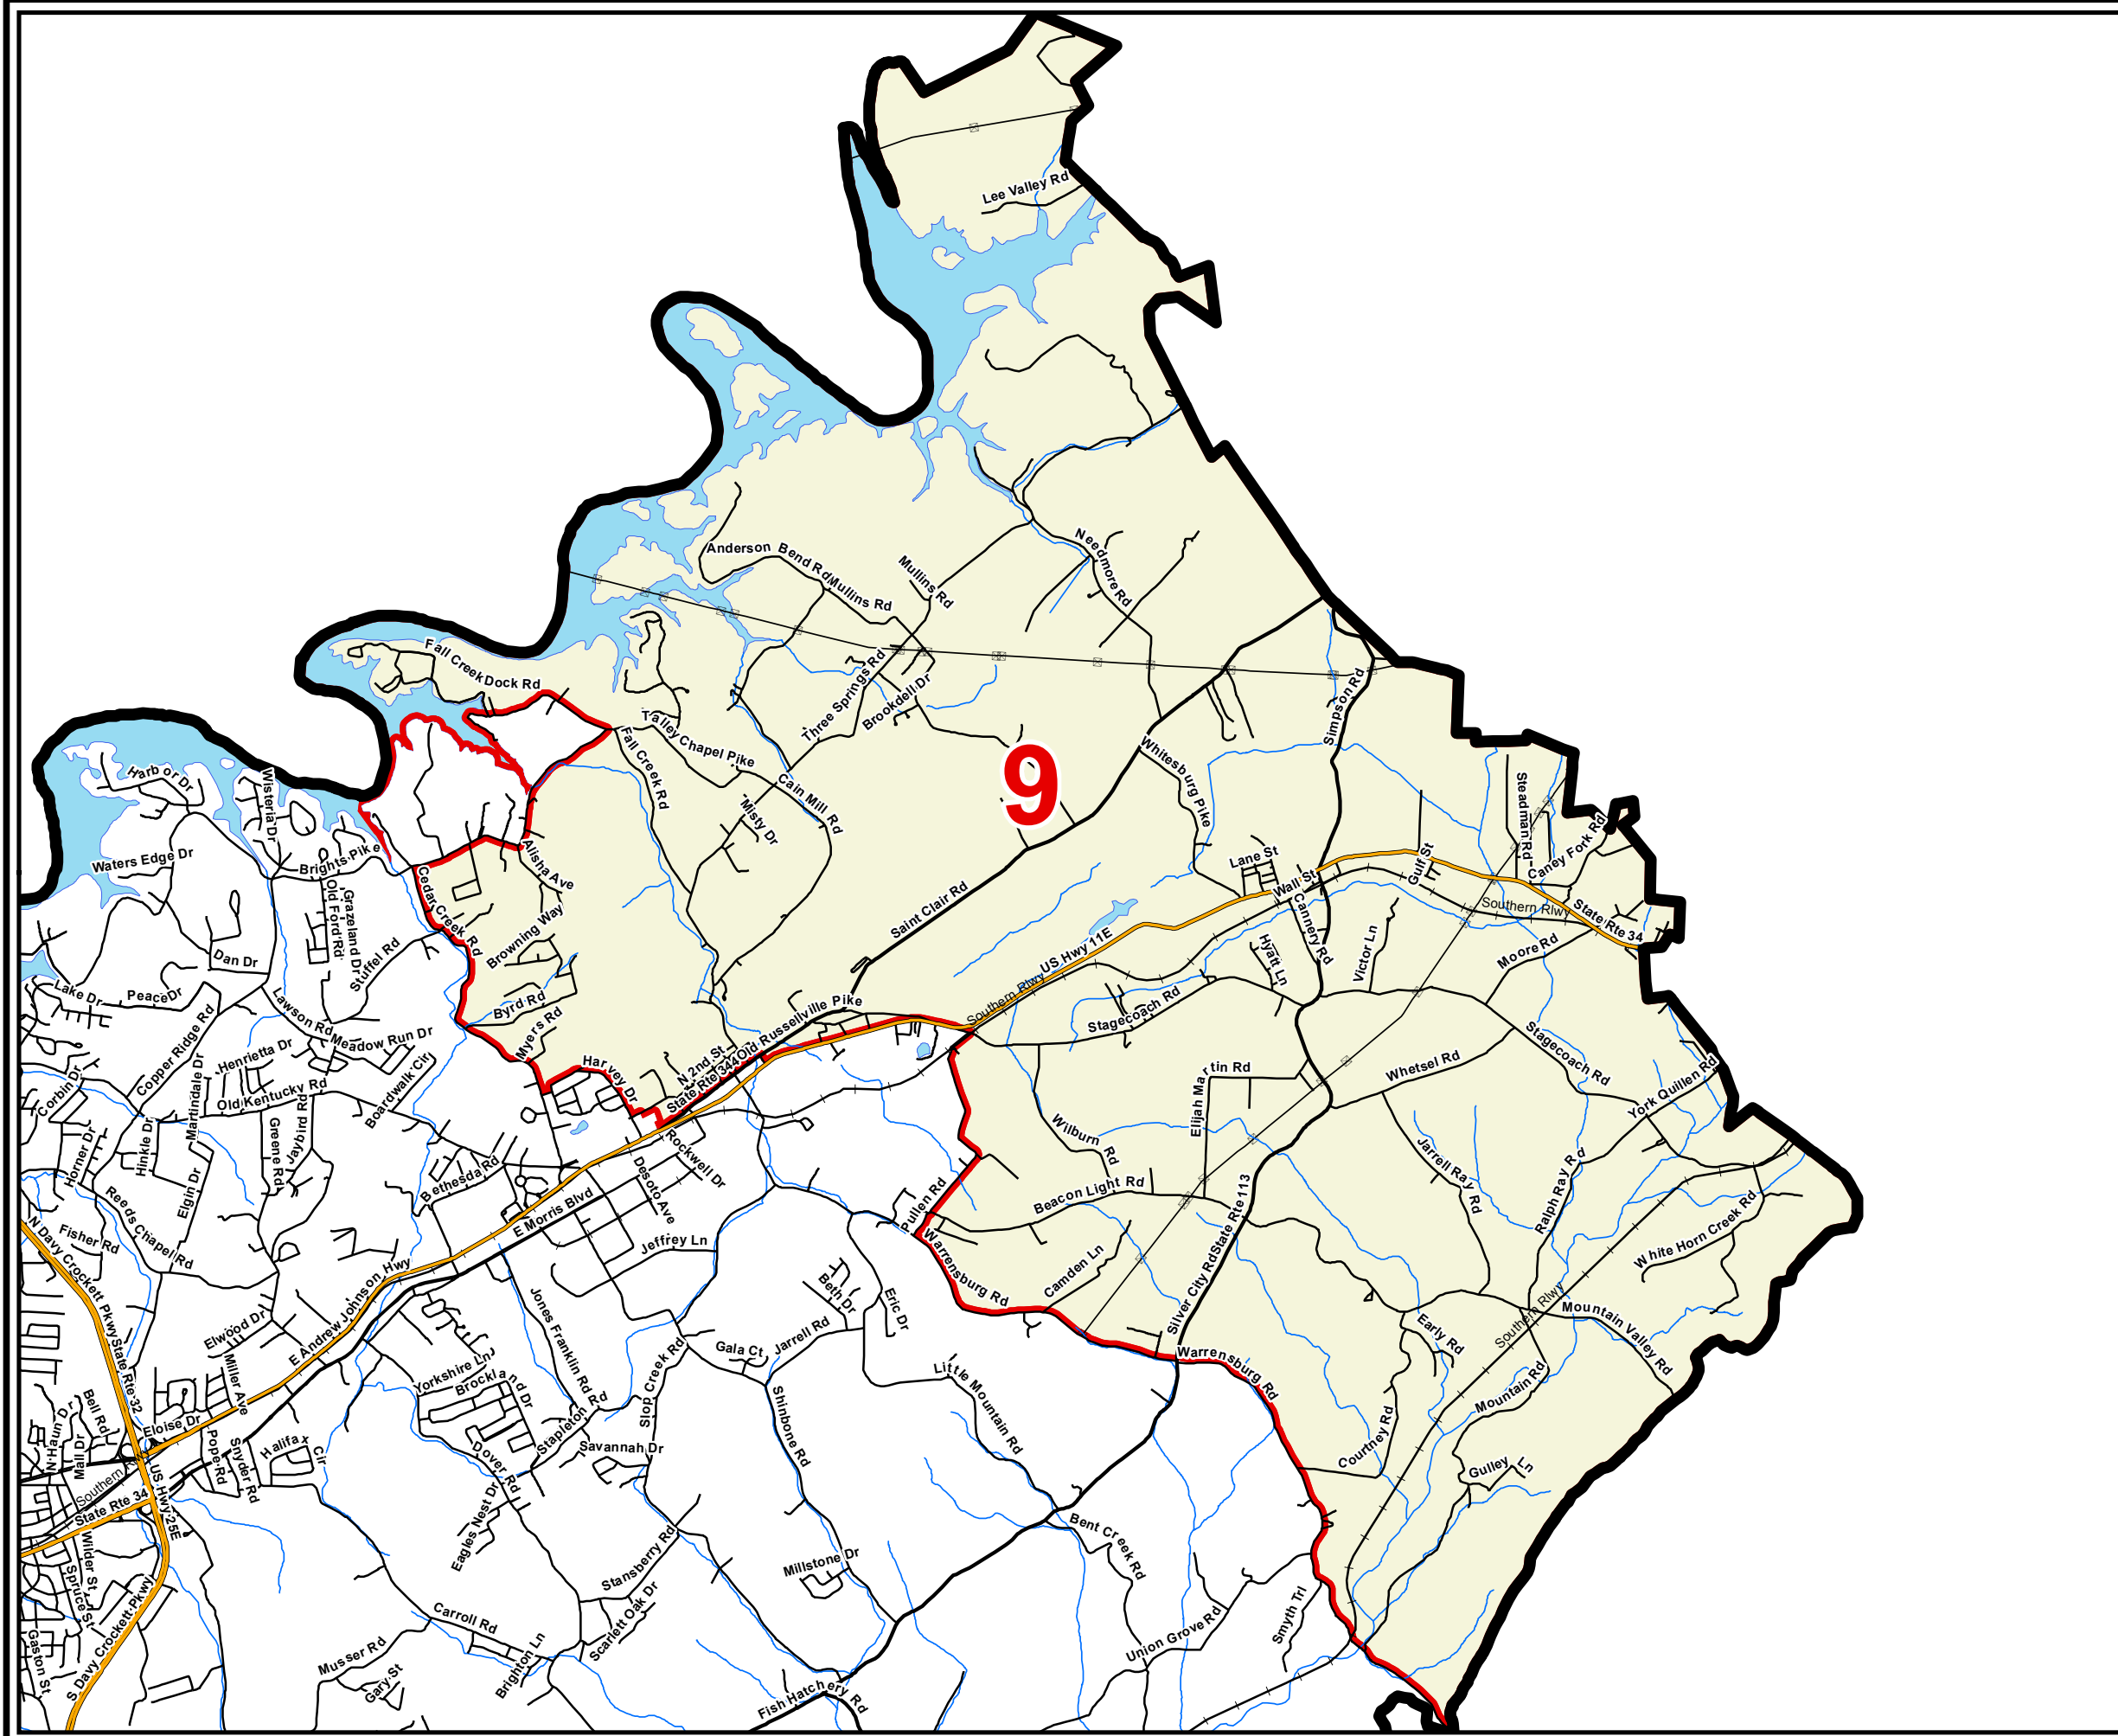 Lee Valley Rd
Needmore Rd
Anderson Bend Rd
Mullins Rd
Mullins Rd
Fall Creek Dock Rd
Three Springs Rd
Brookdell Dr
Simpson Rd
Talley Chapel Pike
Fall Creek Rd
Whitesburg Pike
9
Cain Mill Rd
Misty Dr
Harbor Dr
Wisteria Dr
Steadman Rd
Caney Fork Rd
Waters Edge Dr
Brights Pike
Alisha Ave
Lane St
Gulf St
Wall St
Old Ford Rd
Grazeland Dr
Cedar Creek Rd
Browning Way
Saint Clair Rd
Cannery Rd
Southern Rlwy
State Rte 34
Stuffel Rd
Dan Dr
US Hwy 11E
Hyatt Ln
Victor Ln
Moore Rd
Lake Dr
Peace Dr
Lawson Rd
Byrd Rd
Myers Rd
Old Russellville Pike
Southern Rlwy
Stagecoach Rd
Stagecoach Rd
Copper Ridge Rd
Meadow Run Dr
Henrietta Dr
Martindale Dr
Old Kentucky Rd
Boardwalk Cir
Harvey Dr
N 2nd St
State Rte 344
Elijah Martin Rd
Whetsel Rd
York Quillen Rd
Corbin Dr
Horner Dr
Hinkle Dr
Greene Rd
Jaybird Rd
Rockwell Dr
Wilburn Rd
Jarrell Ray Rd
Ralph Ray Rd
Elgin Dr
Bethesda Rd
Desoto Ave
Pullen Rd
Beacon Light Rd
Reeds Chapel Rd
Fisher Rd
N Davy Crockett Pkwy
E Morris Blvd
Jeffrey Ln
Warrensburg Rd
Camden Ln
Silver City Rd
State Rte 113
White Horn Creek Rd
Southern Rlwy
Mountain Valley Rd
E Andrew Johnson Hwy
Elwood Dr
Beth Dr
Eric Dr
Jones Franklin Rd
Early Rd
State Rte 32
Miller Ave
Yorkshire Ln
Brockland Dr
Gala Ct
Jarrell Rd
Little Mountain Rd
Warrensburg Rd
Mountain Rd
Bell Rd
N Haun Dr
Mall Dr
Eloise Dr
Pope Rd
Snyder Rd
Halifax Cir
Slop Creek Rd
Stapleton Rd
Savannah Dr
Shinbone Rd
Courtney Rd
Gulley Ln
Dover Rd
State Rte 34
US Hwy 25E
Eagles Nest Dr
Stansberry Rd
Millstone Dr
Bent Creek Rd
Wilder St
Spruce St
Gaston St
S Davy Crockett Pkwy
Carroll Rd
Scarlett Oak Dr
Brighton Ln
Musser Rd
Gary St
Fish Hatchery Rd
Union Grove Rd
Smyth Trl